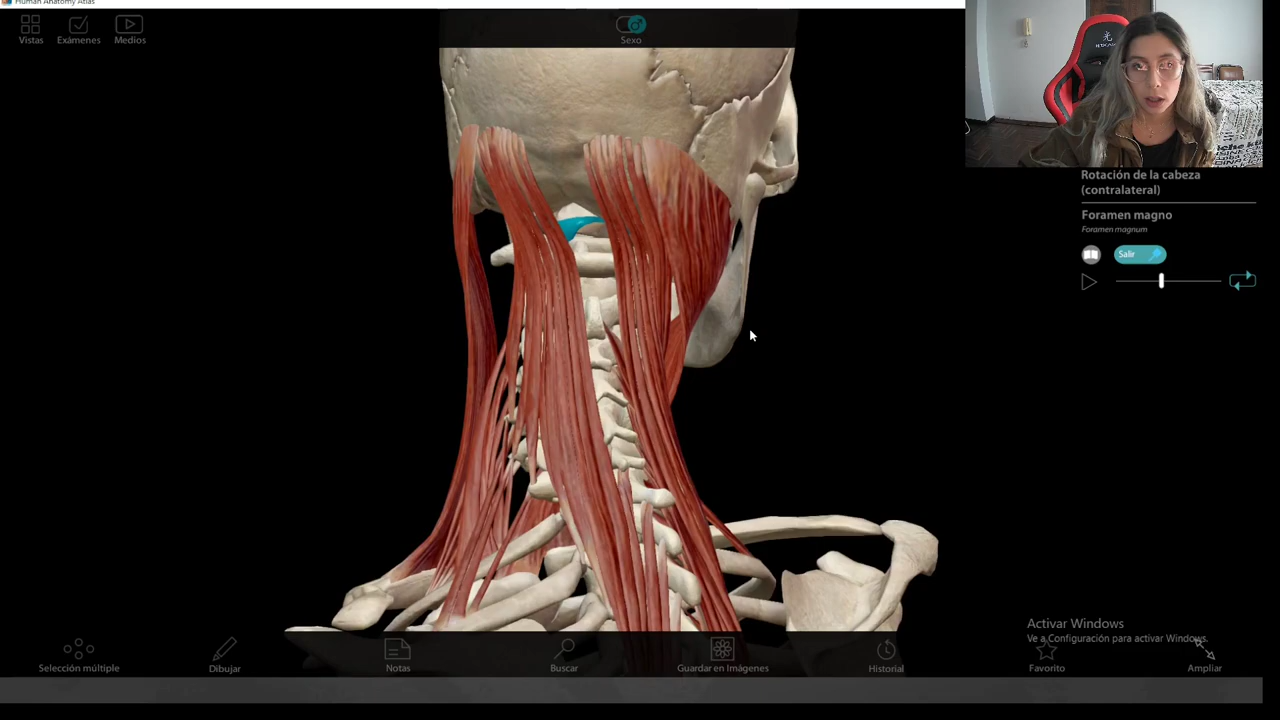 Human Anatomy Atlas
Vistas
Exámenes
Medios
Sexo
Rotación de la cabeza
(contralateral)
Foramen magno
Foramen magnum
Salir
Activar Windows
Ve a Configuración para activar Windows.
Selección múltiple
Dibujar
Notas
Buscar
Guardar en Imágenes
Historial
Favorito
Ampliar